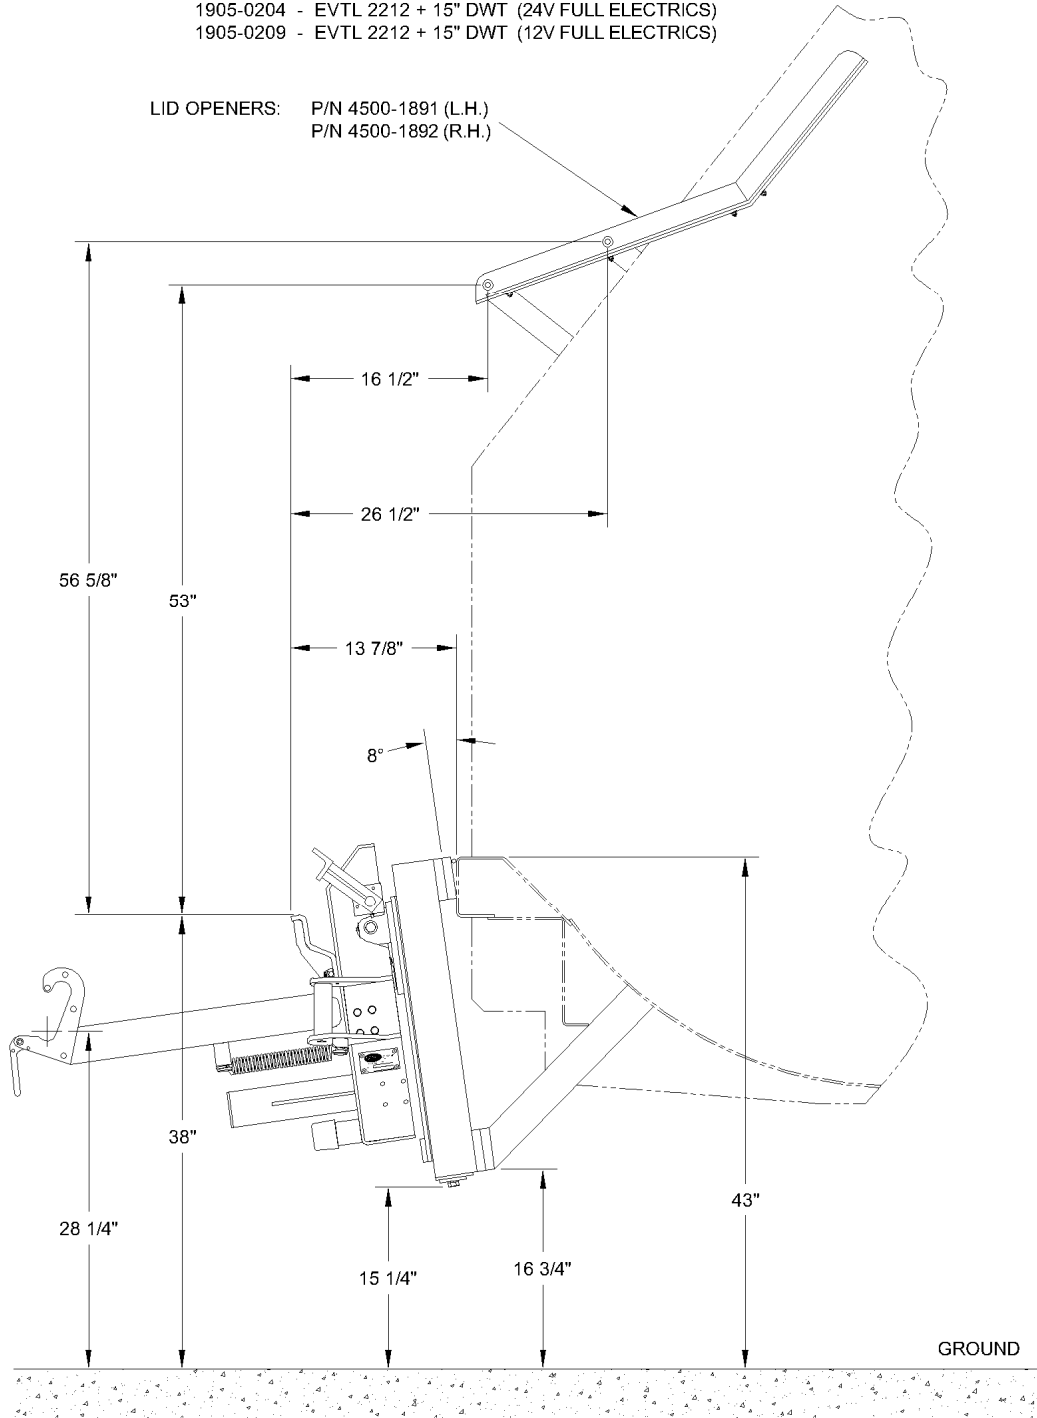 1905-0204 - EVTL 2212 + 15" DWT (24V FULL ELECTRICS)
1905-0209 - EVTL 2212 + 15" DWT (12V FULL ELECTRICS)
LID OPENERS: P/N 4500-1891 (L.H.)
P/N 4500-1892 (R.H.)
16 1/2"
26 1/2"
56 5/8"
53"
13 7/8"
8°
38"
43"
28 1/4"
16 3/4"
15 1/4"
GROUND